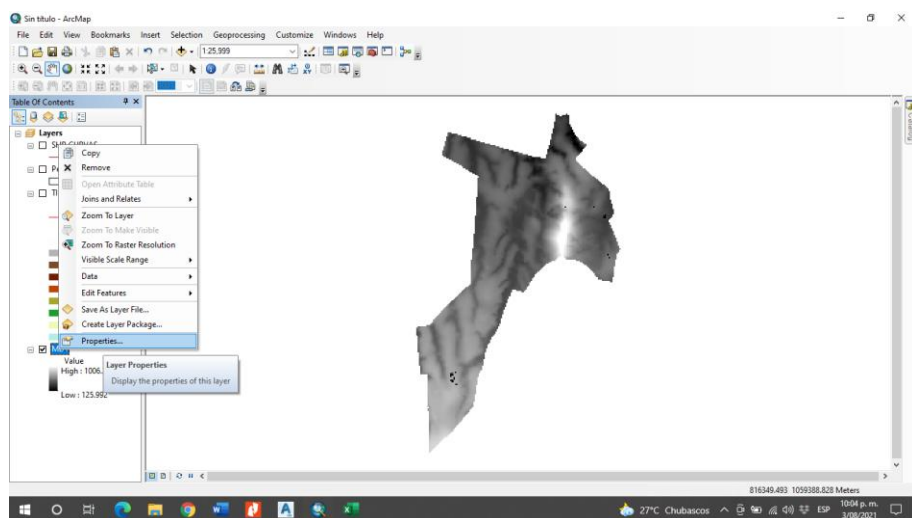 Sin título - ArcMap
File Edit View Bookmarks Insert Selection Geoprocessing Customize Windows Help
1:25.999
Table Of Contents
Layers
SHP CURVAS
Copy
Remove
Open Attribute Table
Joins and Relates
Zoom To Layer
Zoom To Make Visible
Zoom To Raster Resolution
Visible Scale Range
Data
Edit Features
Save As Layer File...
Create Layer Package...
Properties...
Value
High : 1006.
Low : 125.992
Layer Properties
Display the properties of this layer
Catalog
816349.493 1059388.828 Meters
27°C Chubascos
ESP
10:04 p. m.
3/08/2021